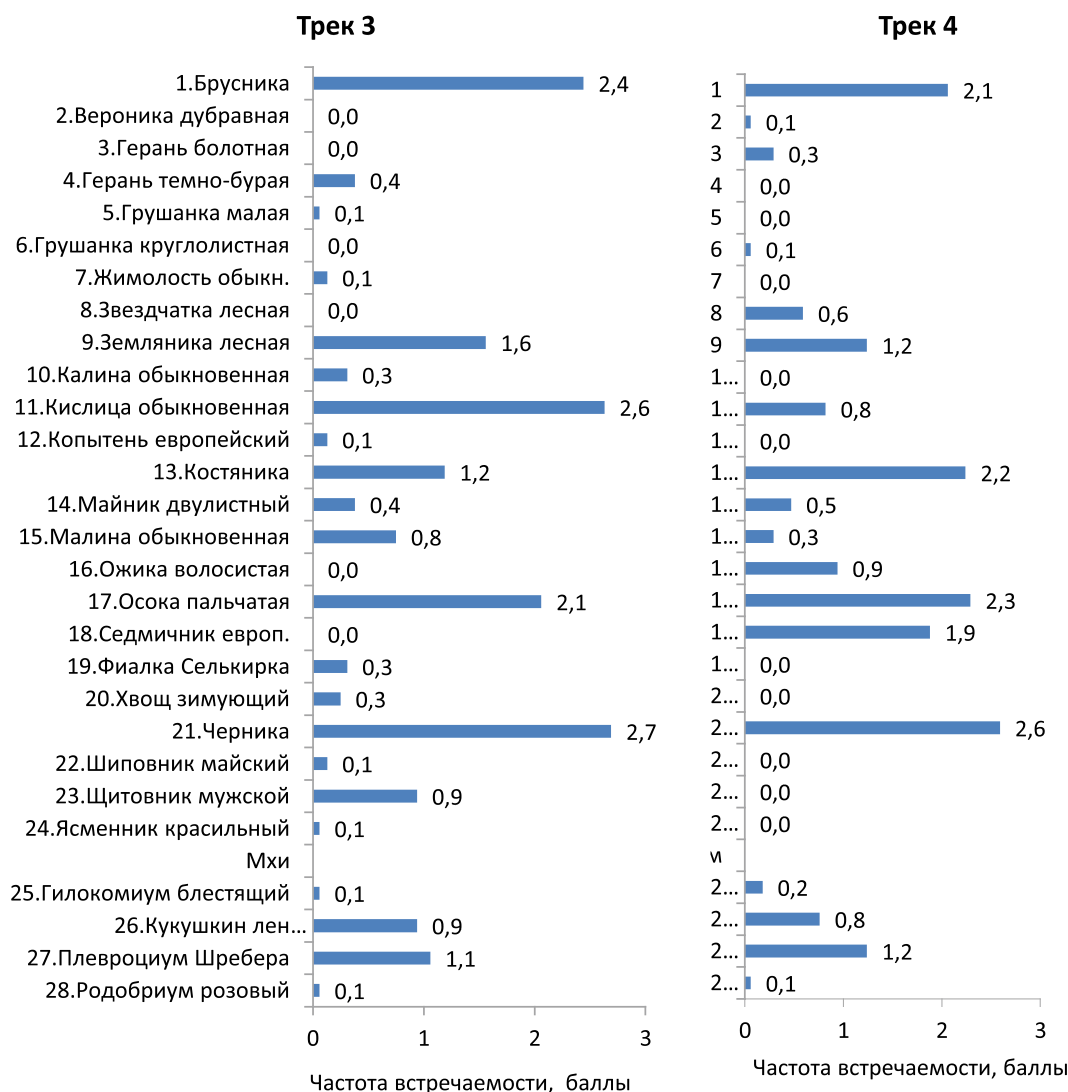 Трек 3
1.Брусника 2,4
2.Вероника дубравная 0,0
3.Герань болотная 0,0
4.Герань темно-бурая 0,4
5.Грушанка малая 0,1
6.Грушанка круглолистная 0,0
7.Жимолость обыкн. 0,1
8.Звездчатка лесная 0,0
9.Земляника лесная 1,6
10.Калина обыкновенная 0,3
11.Кислица обыкновенная 2,6
12.Копытень европейский 0,1
13.Костяника 1,2
14.Майник двулистный 0,4
15.Малина обыкновенная 0,8
16.Ожика волосистая 0,0
17.Осока пальчатая 2,1
18.Седмичник европ. 0,0
19.Фиалка Селькирка 0,3
20.Хвощ зимующий 0,3
21.Черника 2,7
22.Шиповник майский 0,1
23.Щитовник мужской 0,9
24.Ясменник красильный 0,1
Мхи
25.Гилокомиум блестящий 0,1
26.Кукушкин лен... 0,9
27.Плевроциум Шребера 1,1
28.Родобриум розовый 0,1
0 1 2 3
Частота встречаемости, баллы
Трек 4
1 2,1
2 0,1
3 0,3
4 0,0
5 0,0
6 0,1
7 0,0
8 0,6
9 1,2
1... 0,0
1... 0,8
1... 0,0
1... 2,2
1... 0,5
1... 0,3
1... 0,9
1... 2,3
1... 1,9
1... 0,0
2... 0,0
2... 2,6
2... 0,0
2... 0,0
2... 0,0
м
2... 0,2
2... 0,8
2... 1,2
2... 0,1
0 1 2 3
Частота встречаемости, баллы